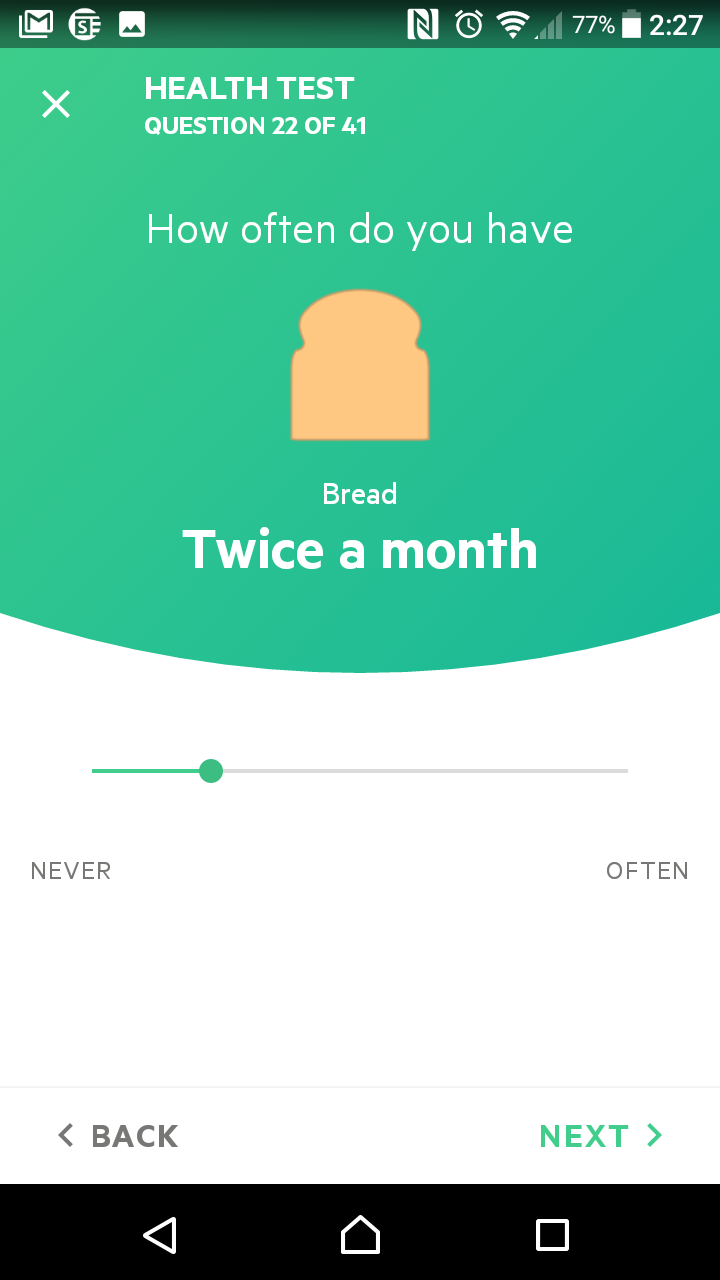 77% 2:27
HEALTH TEST
QUESTION 22 OF 41
How often do you have
Bread
Twice a month
NEVER OFTEN
BACK NEXT